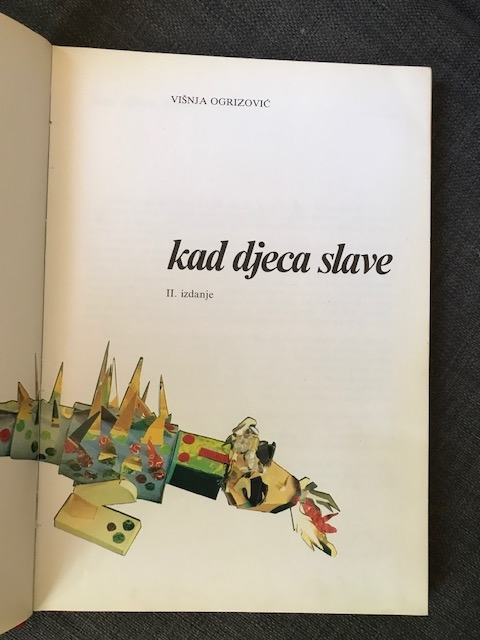 VIŠNJA OGRIZOVIĆ
kad djeca slave
II. izdanje